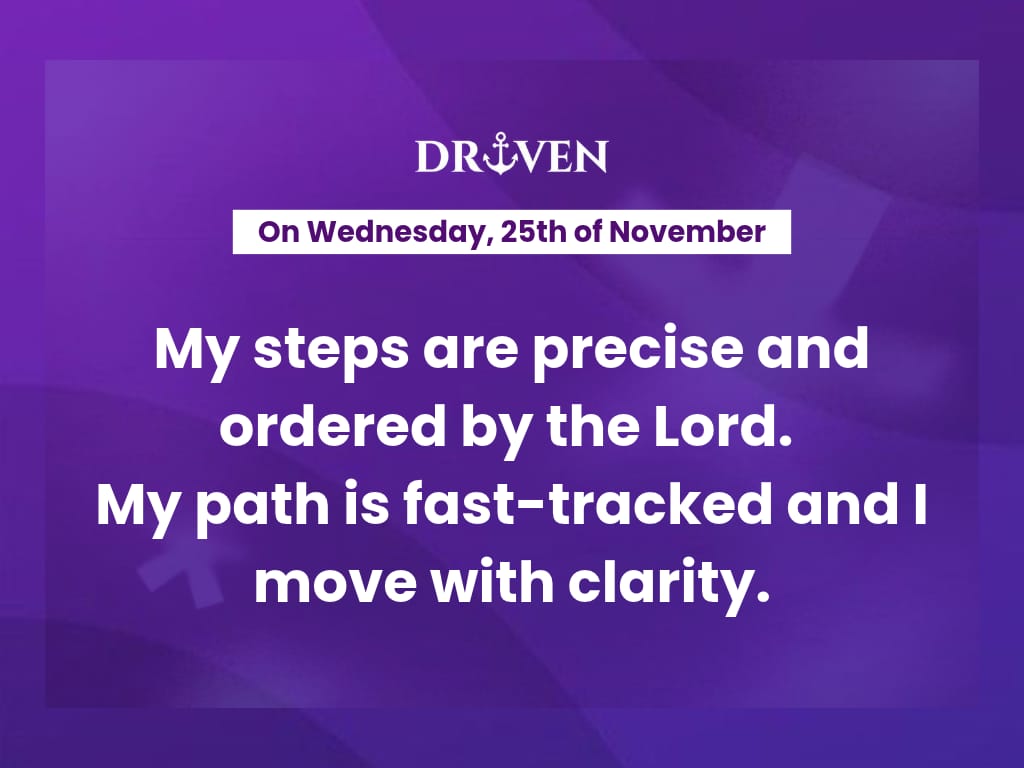 DRIVEN
On Wednesday, 25th of November
My steps are precise and
ordered by the Lord.
My path is fast-tracked and I
move with clarity.